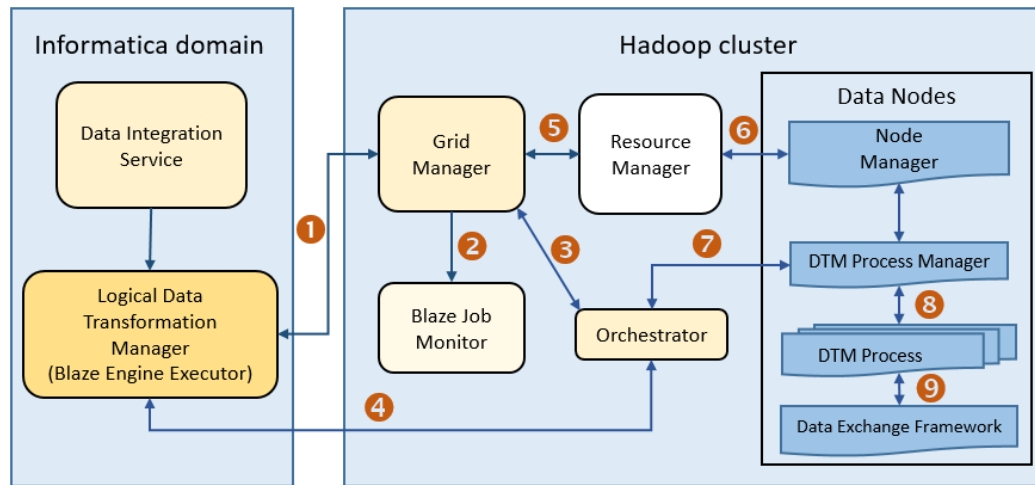 Informatica domain
Data Integration
Service
Logical Data
Transformation
Manager
(Blaze Engine Executor)
1
Hadoop cluster
Grid
Manager
5
Resource
Manager
6
2
3
7
Blaze Job
Monitor
Orchestrator
4
Data Nodes
Node
Manager
DTM Process Manager
8
DTM Process
9
Data Exchange Framework